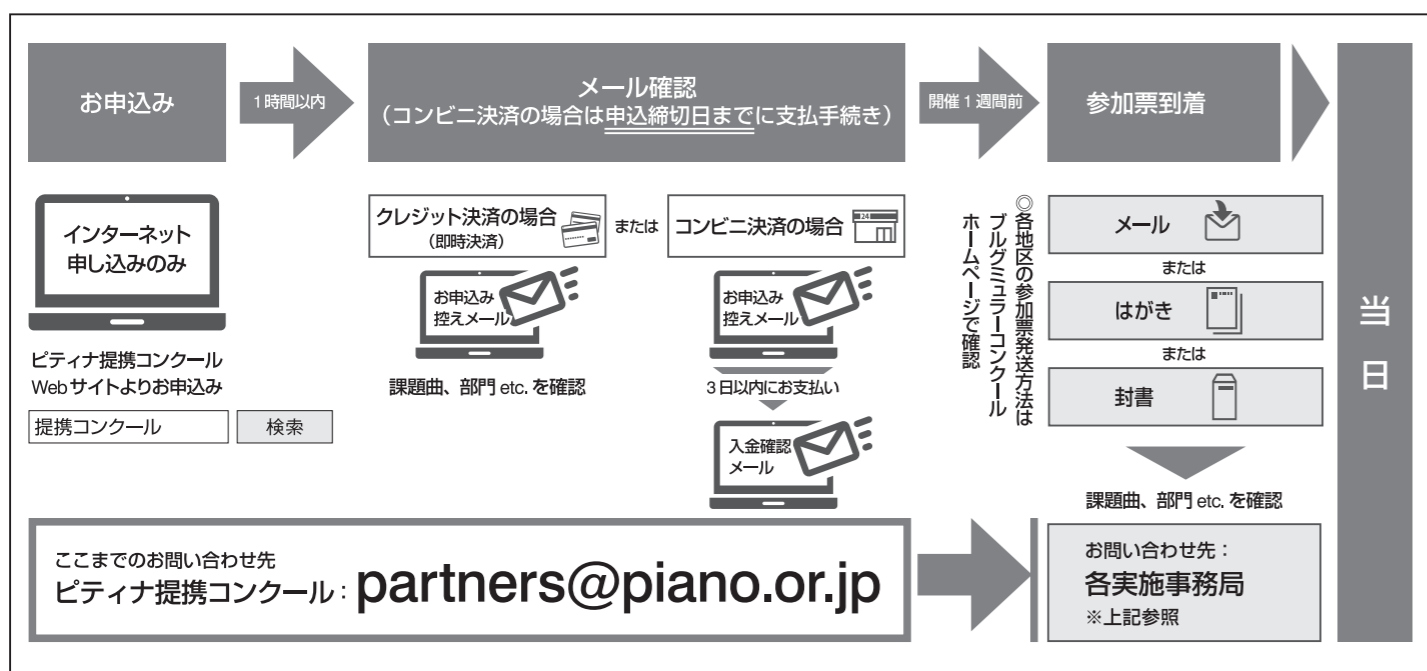 お申込み
1時間以内
メール確認
(コンビニ決済の場合は申込締切日までに支払手続き)
開催1週間前
参加票到着
当日
インターネット
申し込みのみ
ピティナ提携コンクール
Webサイトよりお申込み
提携コンクール
検索
クレジット決済の場合
(即時決済)
または
コンビニ決済の場合
お申込み
控えメール
課題曲、部門 etc. を確認
お申込み
控えメール
3日以内にお支払い
入金確認
メール
◎各地区の参加票発送方法は
ブルグミュラーコンクール
ホームページで確認
メール
または
はがき
または
封書
課題曲、部門 etc. を確認
ここまでのお問い合わせ先
ピティナ提携コンクール:partners@piano.or.jp
お問い合わせ先:
各実施事務局
※上記参照